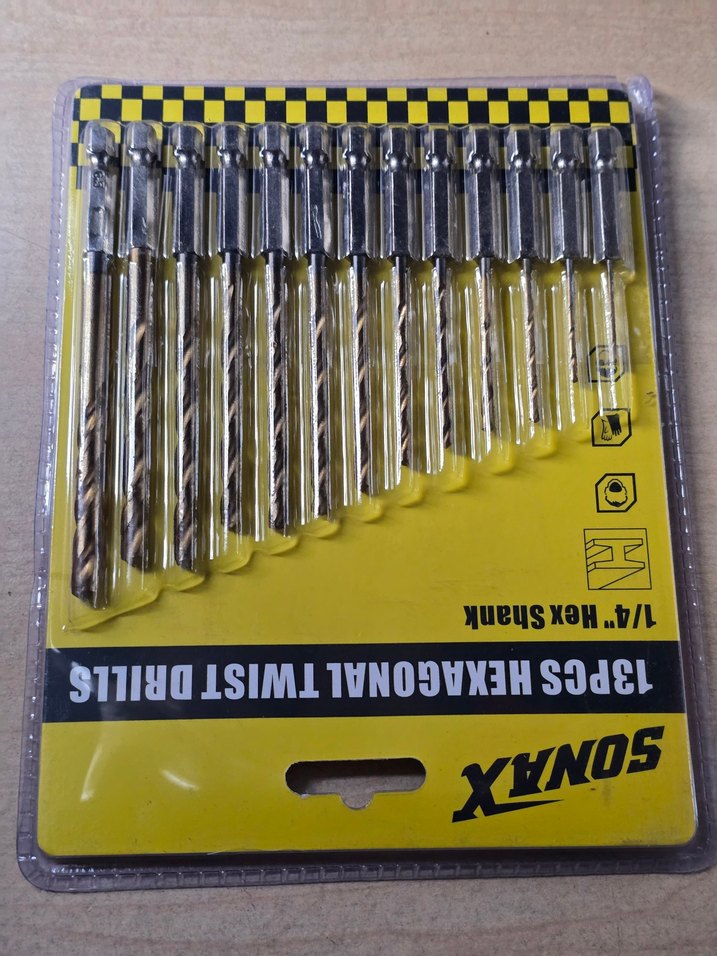 SONAX
13PCS HEXAGONAL TWIST DRILLS
1/4" Hex Shank